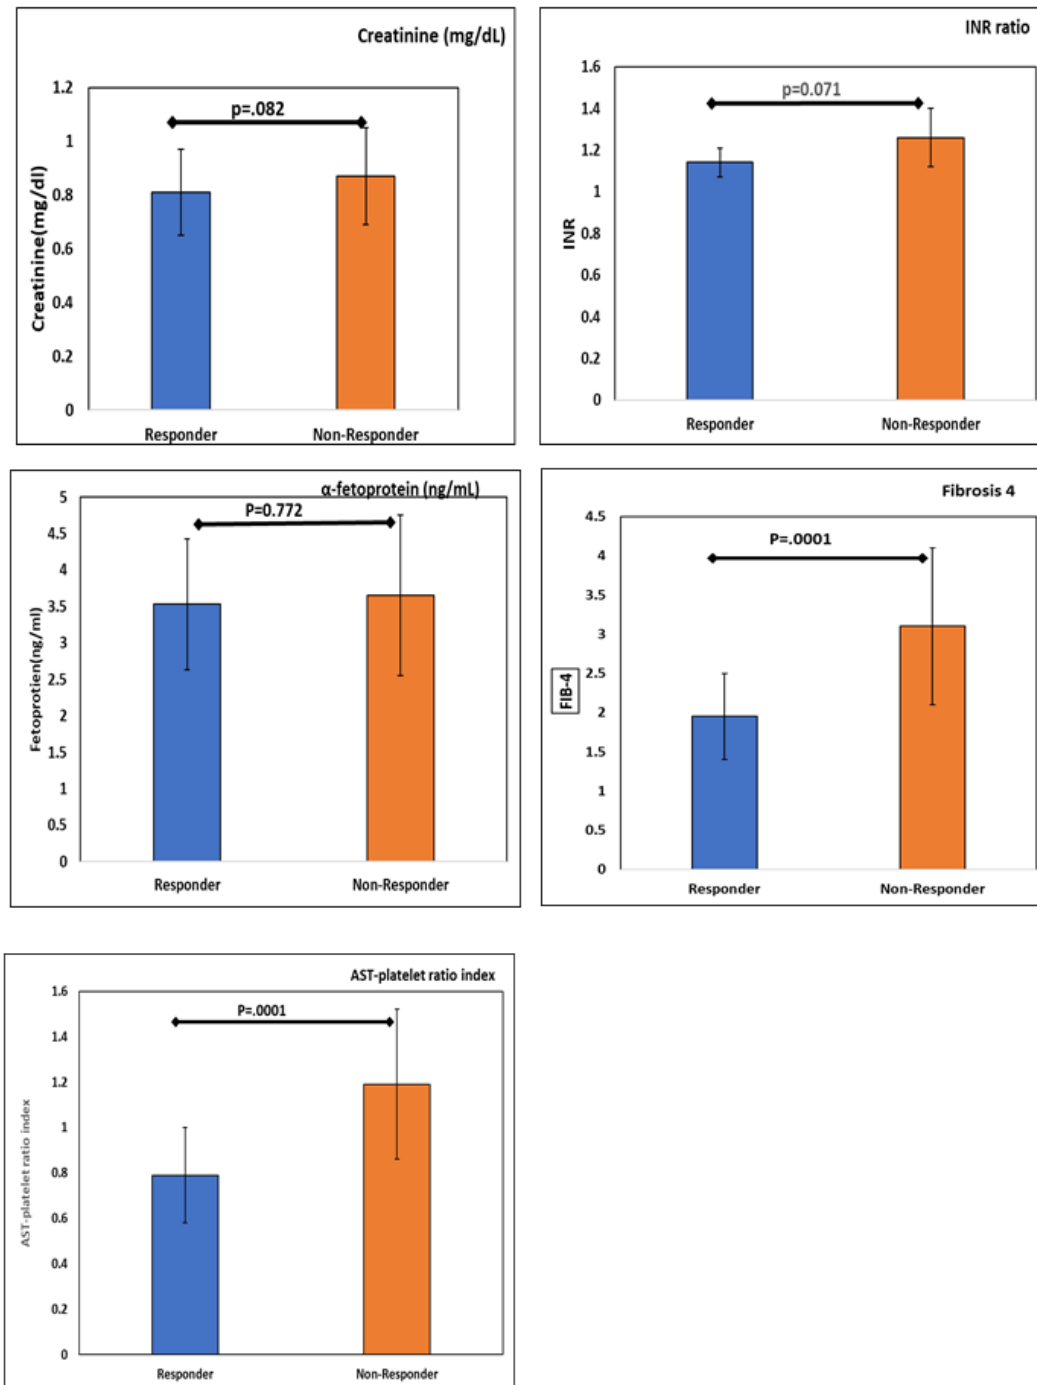 Creatinine (mg/dL)
1.2
1
0.8
0.6
0.4
0.2
0
Creatinine(mg/dl)
p=.082
Responder
Non-Responder
INR ratio
1.6
1.4
1.2
1
0.8
0.6
0.4
0.2
0
INR
p=0.071
Responder
Non-Responder
α-fetoprotein (ng/mL)
5
4.5
4
3.5
3
2.5
2
1.5
1
0.5
0
Fetoprotien(ng/ml)
P=0.772
Responder
Non-Responder
Fibrosis 4
4.5
4
3.5
3
2.5
2
1.5
1
0.5
0
FIB-4
P=.0001
Responder
Non-Responder
AST-platelet ratio index
1.6
1.4
1.2
1
0.8
0.6
0.4
0.2
0
AST-platelet ratio index
P=.0001
Responder
Non-Responder